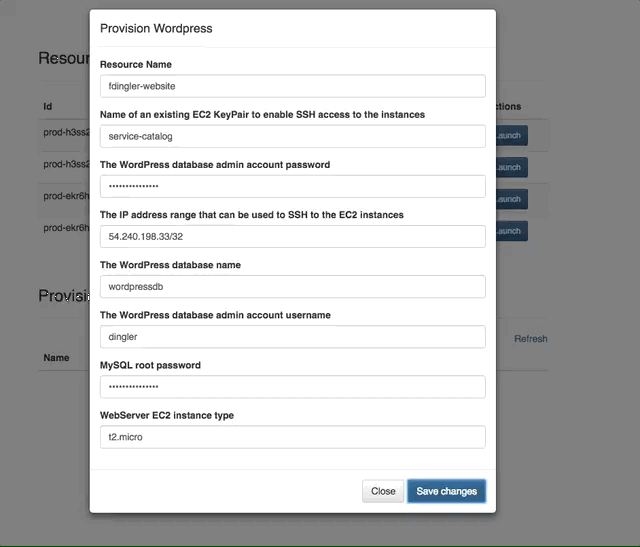 Provision Wordpress
Resource Name
fdingler-website
Name of an existing EC2 KeyPair to enable SSH access to the instances
service-catalog
The WordPress database admin account password
•••••••••••••••
The IP address range that can be used to SSH to the EC2 instances
54.240.198.33/32
The WordPress database name
wordpressdb
The WordPress database admin account username
dingler
MySQL root password
•••••••••••••••
WebServer EC2 instance type
t2.micro
Close Save changes
Resour
Id ctions
prod-h3ss2 aunch
prod-h3ss2 aunch
prod-ekr6h aunch
prod-ekr6h aunch
Provisi
Refresh
Name